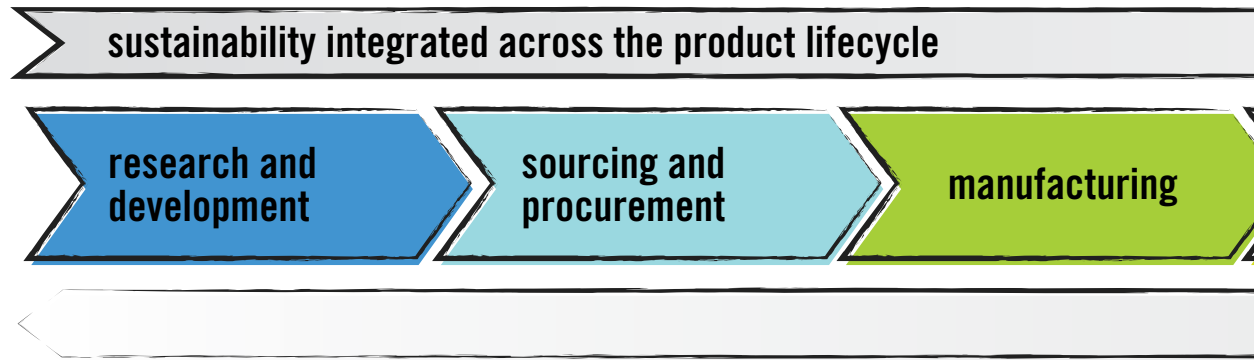 sustainability integrated across the product lifecycle
research and
development
sourcing and
procurement
manufacturing